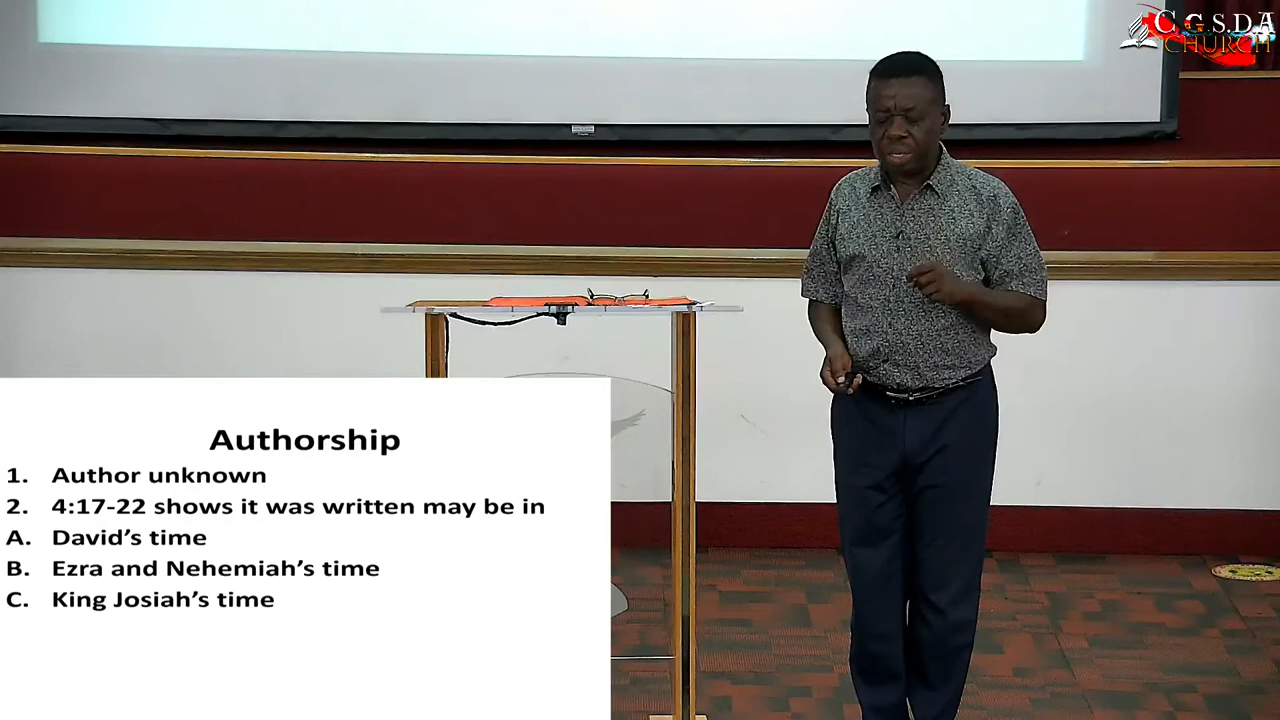 C G.S.D.A
CHURCH
Authorship
1. Author unknown
2. 4:17-22 shows it was written may be in
A. David’s time
B. Ezra and Nehemiah’s time
C. King Josiah’s time